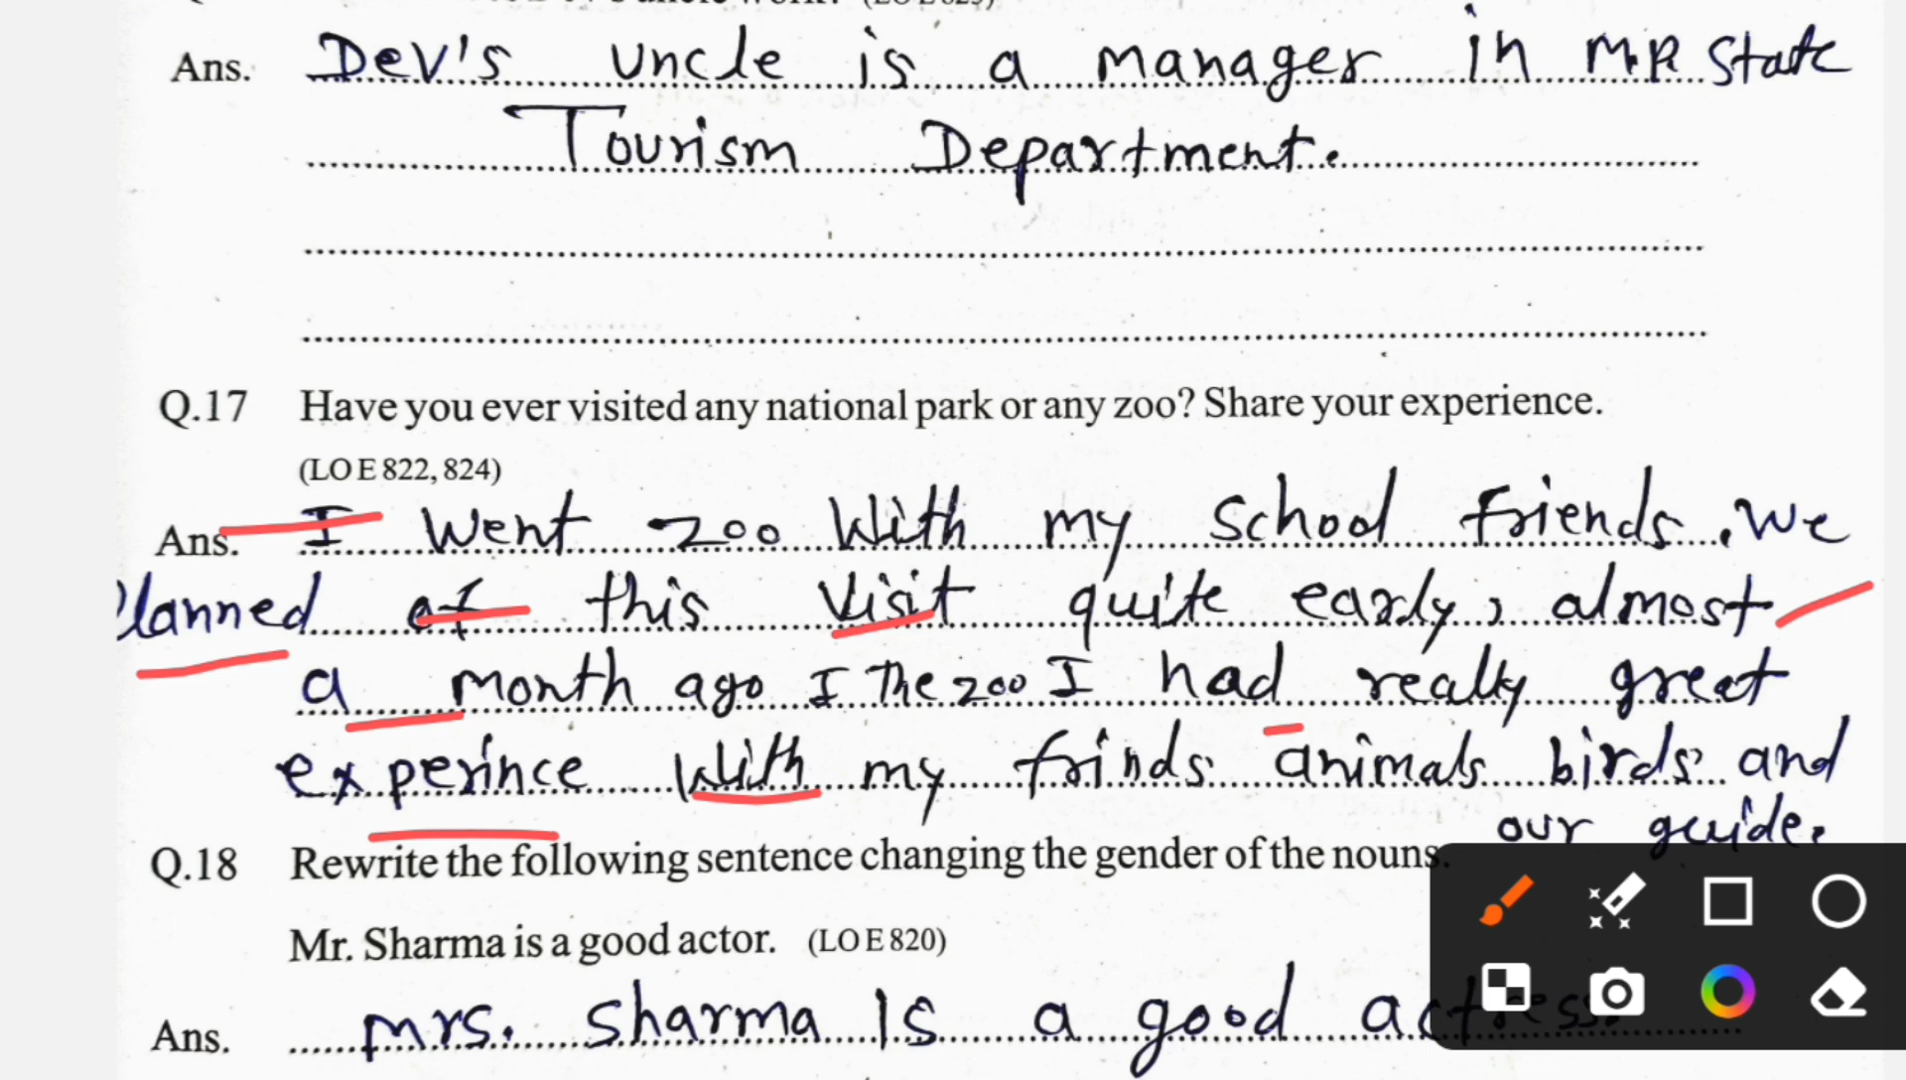 Ans. Dev's uncle is a manager in M.P. State
Tourism Department.
Q.17 Have you ever visited any national park or any zoo? Share your experience.
(LO E 822, 824)
Ans. I went zoo with my school friends. we
planned of this visit quite early, almost
a month ago I The zoo I had really great
experince with my frinds animals birds and
our guide.
Q.18 Rewrite the following sentence changing the gender of the nouns.
Mr. Sharma is a good actor. (LO E 820)
Ans. mrs. sharma Is a good actress.